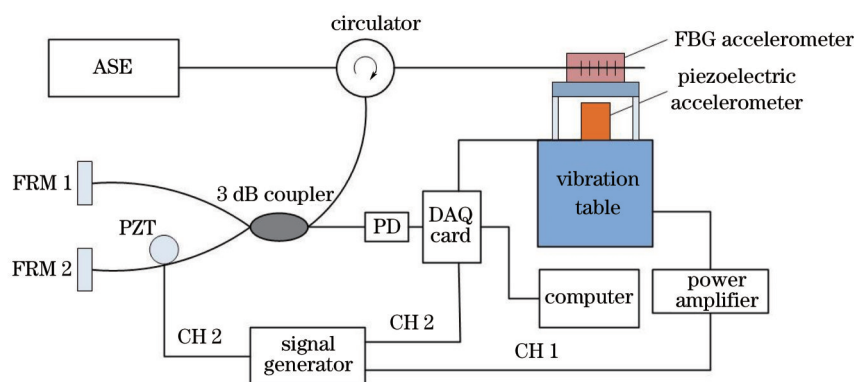 circulator
ASE
FBG accelerometer
piezoelectric
accelerometer
FRM 1
3 dB coupler
PZT
FRM 2
PD
DAQ
card
vibration
table
computer
power
amplifier
CH 2
CH 2
signal
generator
CH 1